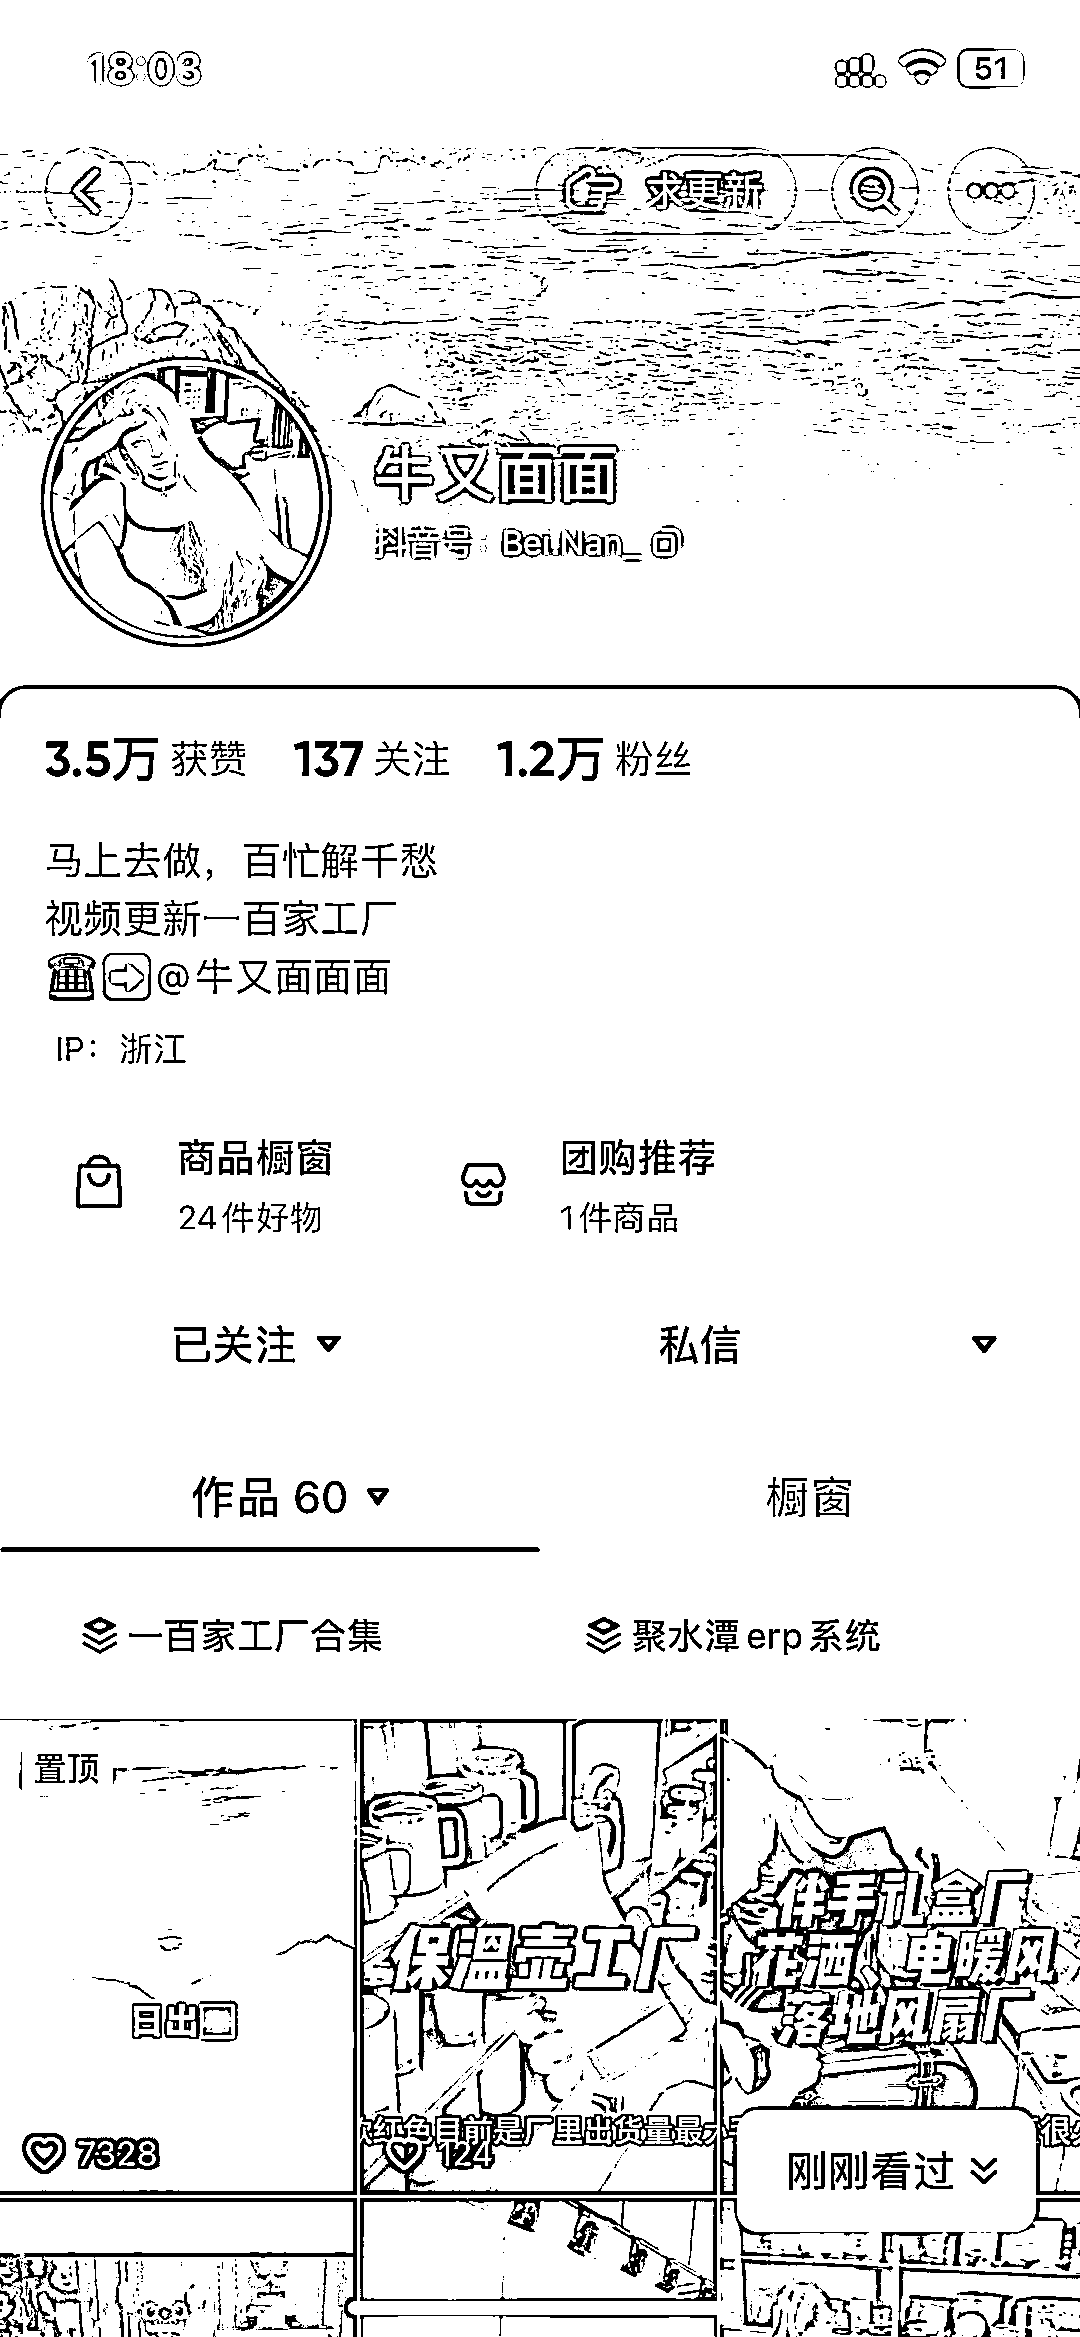 18:03
51
求更新
牛又面面
抖音号：BeiNan_
3.5万 获赞 137 关注 1.2万 粉丝
马上去做，百忙解千愁
视频更新一百家工厂
@牛又面面面
IP：浙江
商品橱窗 团购推荐
24件好物 1件商品
已关注 私信
作品 60 橱窗
一百家工厂合集 聚水潭erp系统
置顶
日出
7328
保温壶工厂
红色目前是厂里出货量最
124
伴手礼盒厂
花洒、电暖风
落地风扇厂
刚刚看过